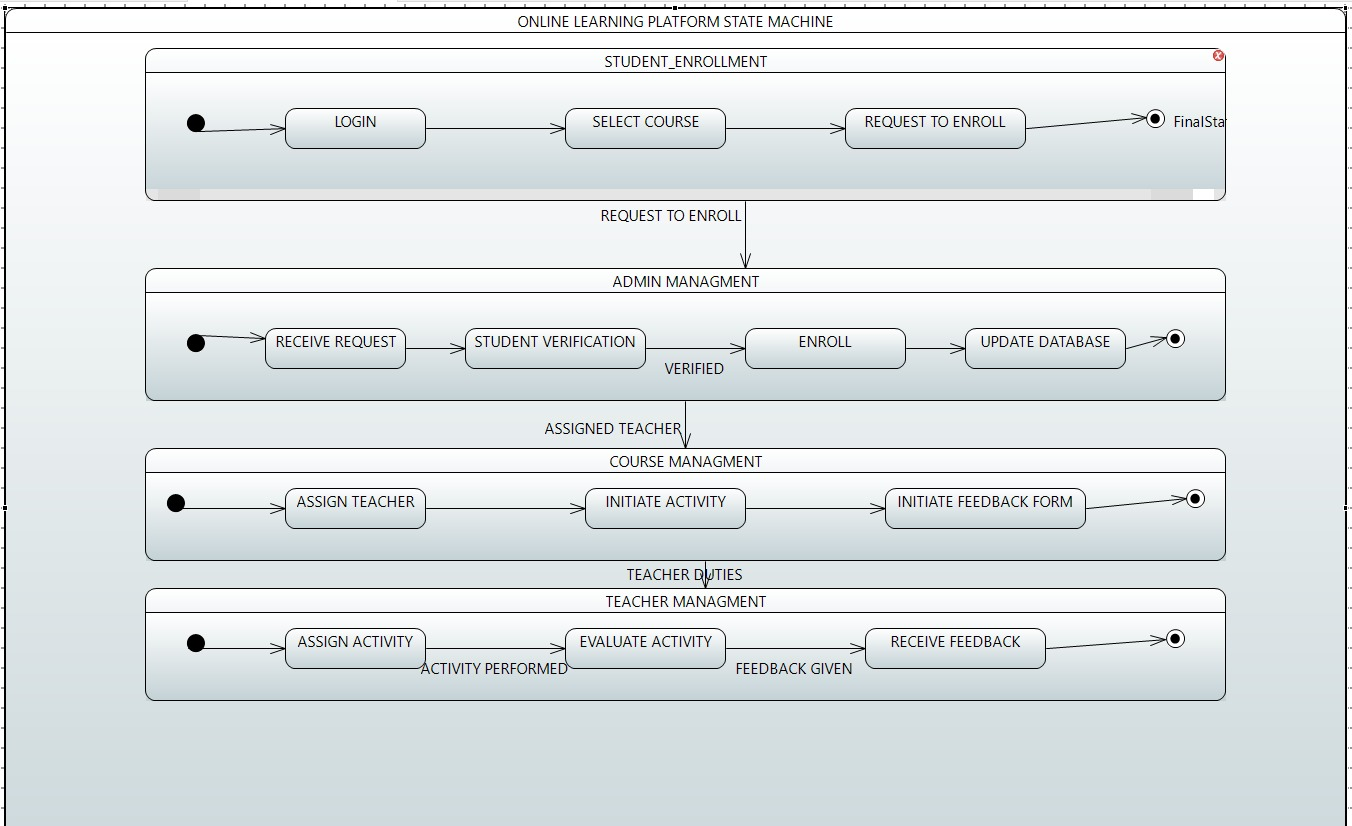 ONLINE LEARNING PLATFORM STATE MACHINE
STUDENT_ENROLLMENT
LOGIN
SELECT COURSE
REQUEST TO ENROLL
FinalSta
REQUEST TO ENROLL
ADMIN MANAGMENT
RECEIVE REQUEST
STUDENT VERIFICATION
ENROLL
UPDATE DATABASE
VERIFIED
ASSIGNED TEACHER
COURSE MANAGMENT
ASSIGN TEACHER
INITIATE ACTIVITY
INITIATE FEEDBACK FORM
TEACHER DUTIES
TEACHER MANAGMENT
ASSIGN ACTIVITY
EVALUATE ACTIVITY
RECEIVE FEEDBACK
ACTIVITY PERFORMED
FEEDBACK GIVEN